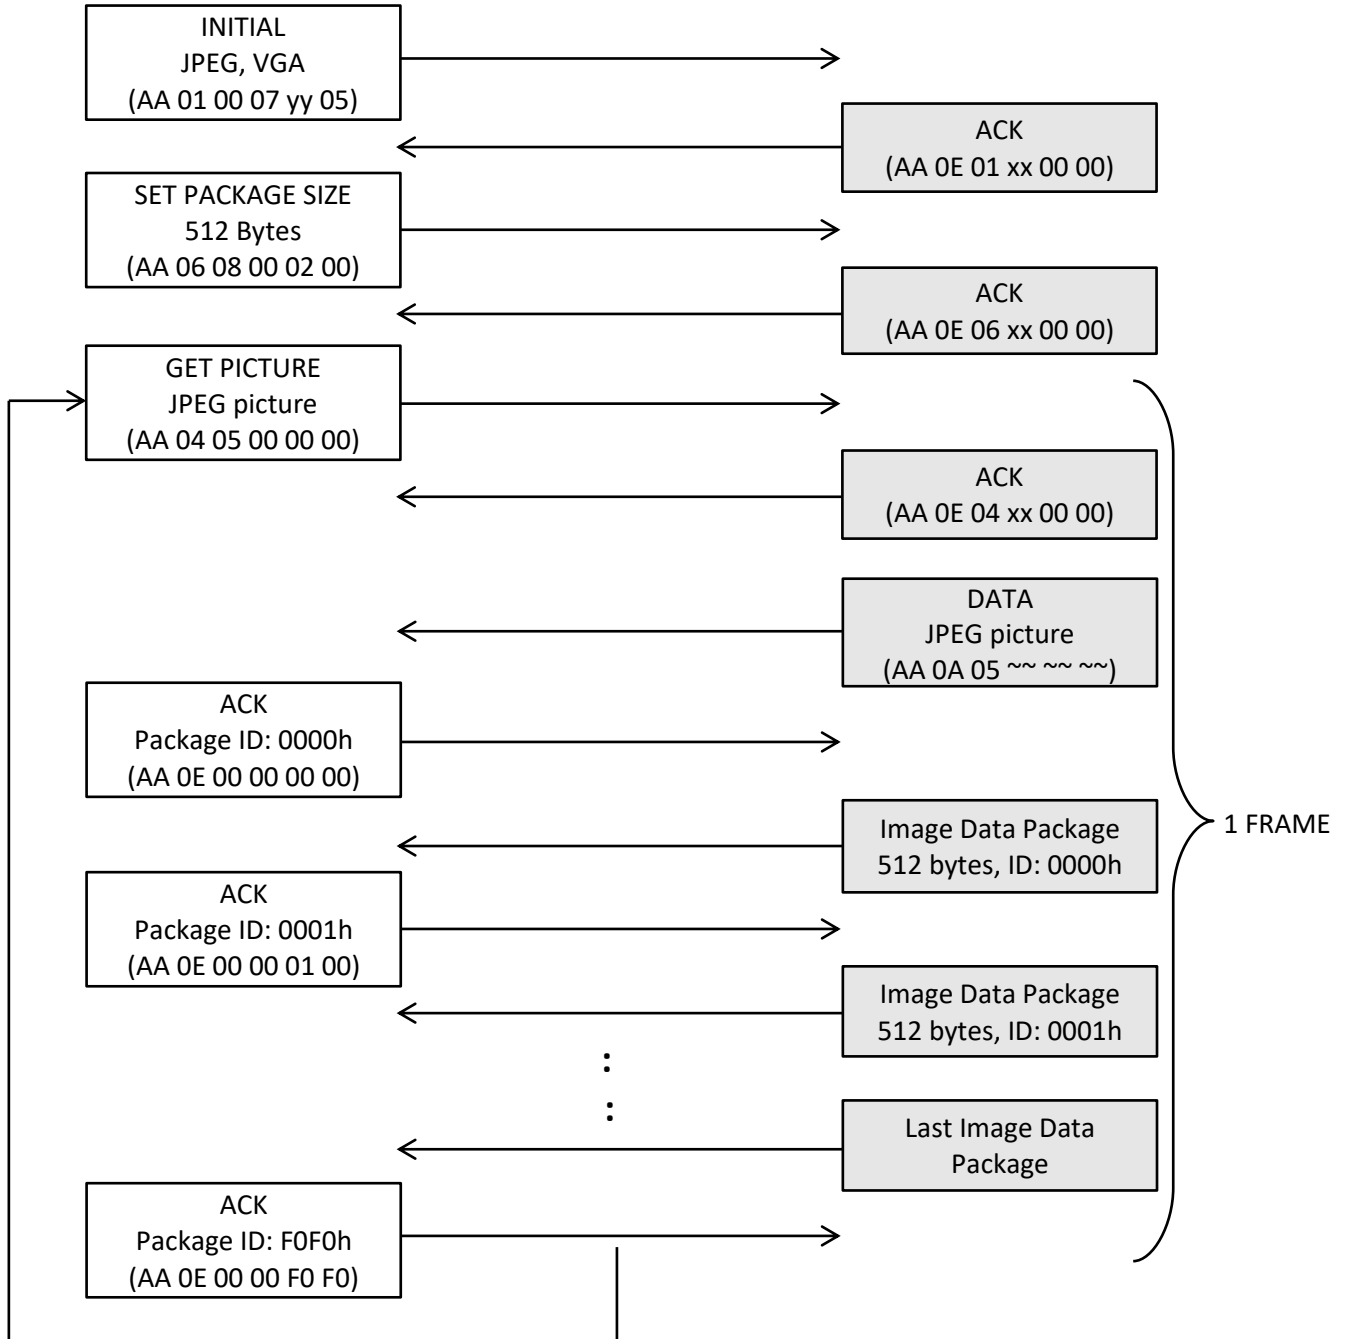 INITIAL
JPEG, VGA
(AA 01 00 07 yy 05)
ACK
(AA 0E 01 xx 00 00)
SET PACKAGE SIZE
512 Bytes
(AA 06 08 00 02 00)
ACK
(AA 0E 06 xx 00 00)
GET PICTURE
JPEG picture
(AA 04 05 00 00 00)
ACK
(AA 0E 04 xx 00 00)
DATA
JPEG picture
(AA 0A 05 ~~ ~~ ~~)
ACK
Package ID: 0000h
(AA 0E 00 00 00 00)
Image Data Package
512 bytes, ID: 0000h
1 FRAME
ACK
Package ID: 0001h
(AA 0E 00 00 01 00)
Image Data Package
512 bytes, ID: 0001h
:
:
Last Image Data
Package
ACK
Package ID: F0F0h
(AA 0E 00 00 F0 F0)